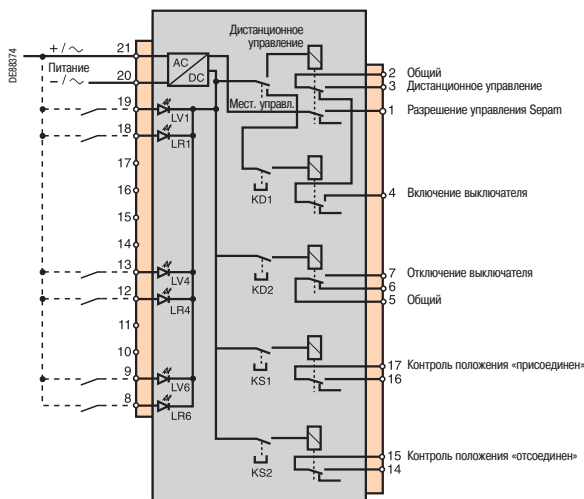 DE88374
+ / ~
Питание
− / ~
21
20
19
18
17
16
15
14
13
12
11
10
9
8
AC
DC
LV1
LR1
LV4
LR4
LV6
LR6
Дистанционное
управление
Мест. управл.
KD1
KD2
KS1
KS2
2 Общий
3 Дистанционное управление
1 Разрешение управления Sepam
4 Включение выключателя
7 Отключение выключателя
6
5 Общий
17 Контроль положения «присоединен»
16
15 Контроль положения «отсоединен»
14